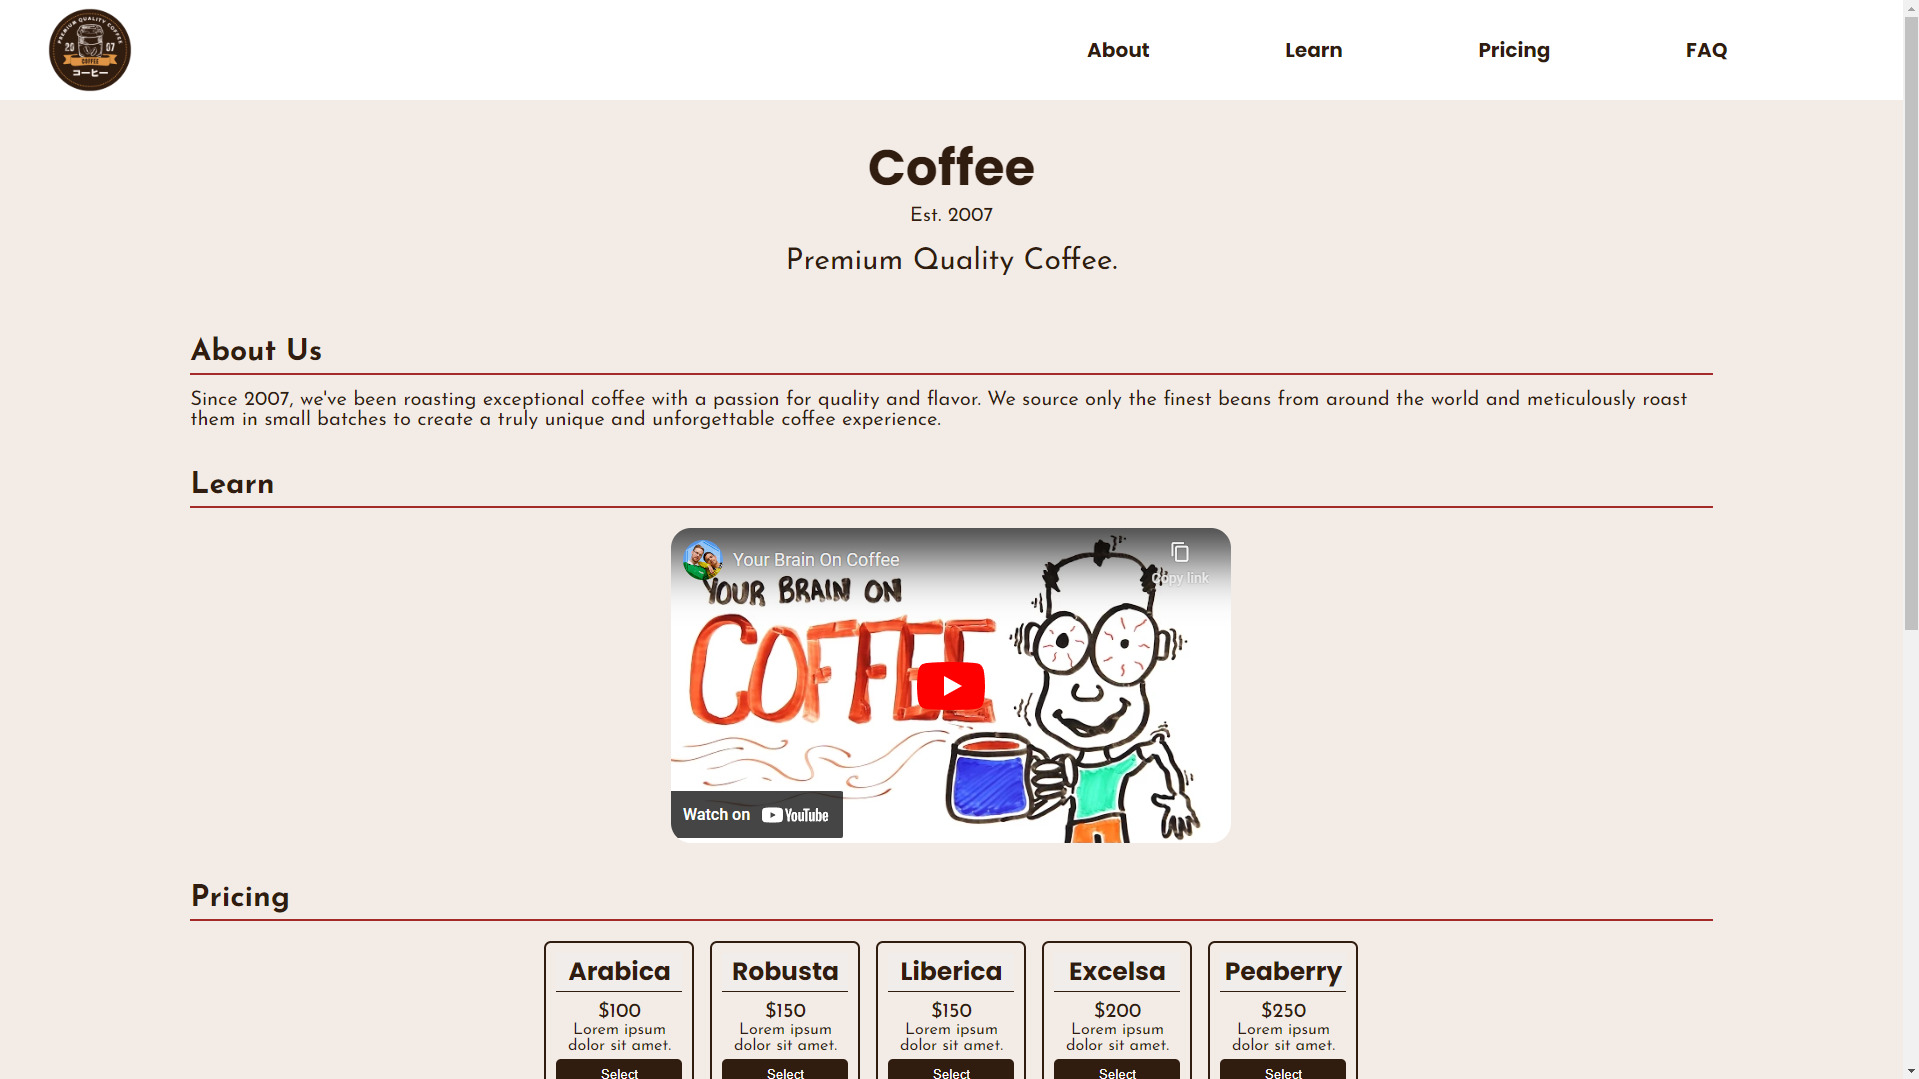 PREMIUM QUALITY COFFEE
20 07
COFFEE
コーヒー
About
Learn
Pricing
FAQ
Coffee
Est. 2007
Premium Quality Coffee.
About Us
Since 2007, we've been roasting exceptional coffee with a passion for quality and flavor. We source only the finest beans from around the world and meticulously roast
them in small batches to create a truly unique and unforgettable coffee experience.
Learn
Your Brain On Coffee
Copy link
YOUR BRAIN ON
COFFEE
Watch on YouTube
Pricing
Arabica
$100
Lorem ipsum
dolor sit amet.
Select
Robusta
$150
Lorem ipsum
dolor sit amet.
Select
Liberica
$150
Lorem ipsum
dolor sit amet.
Select
Excelsa
$200
Lorem ipsum
dolor sit amet.
Select
Peaberry
$250
Lorem ipsum
dolor sit amet.
Select